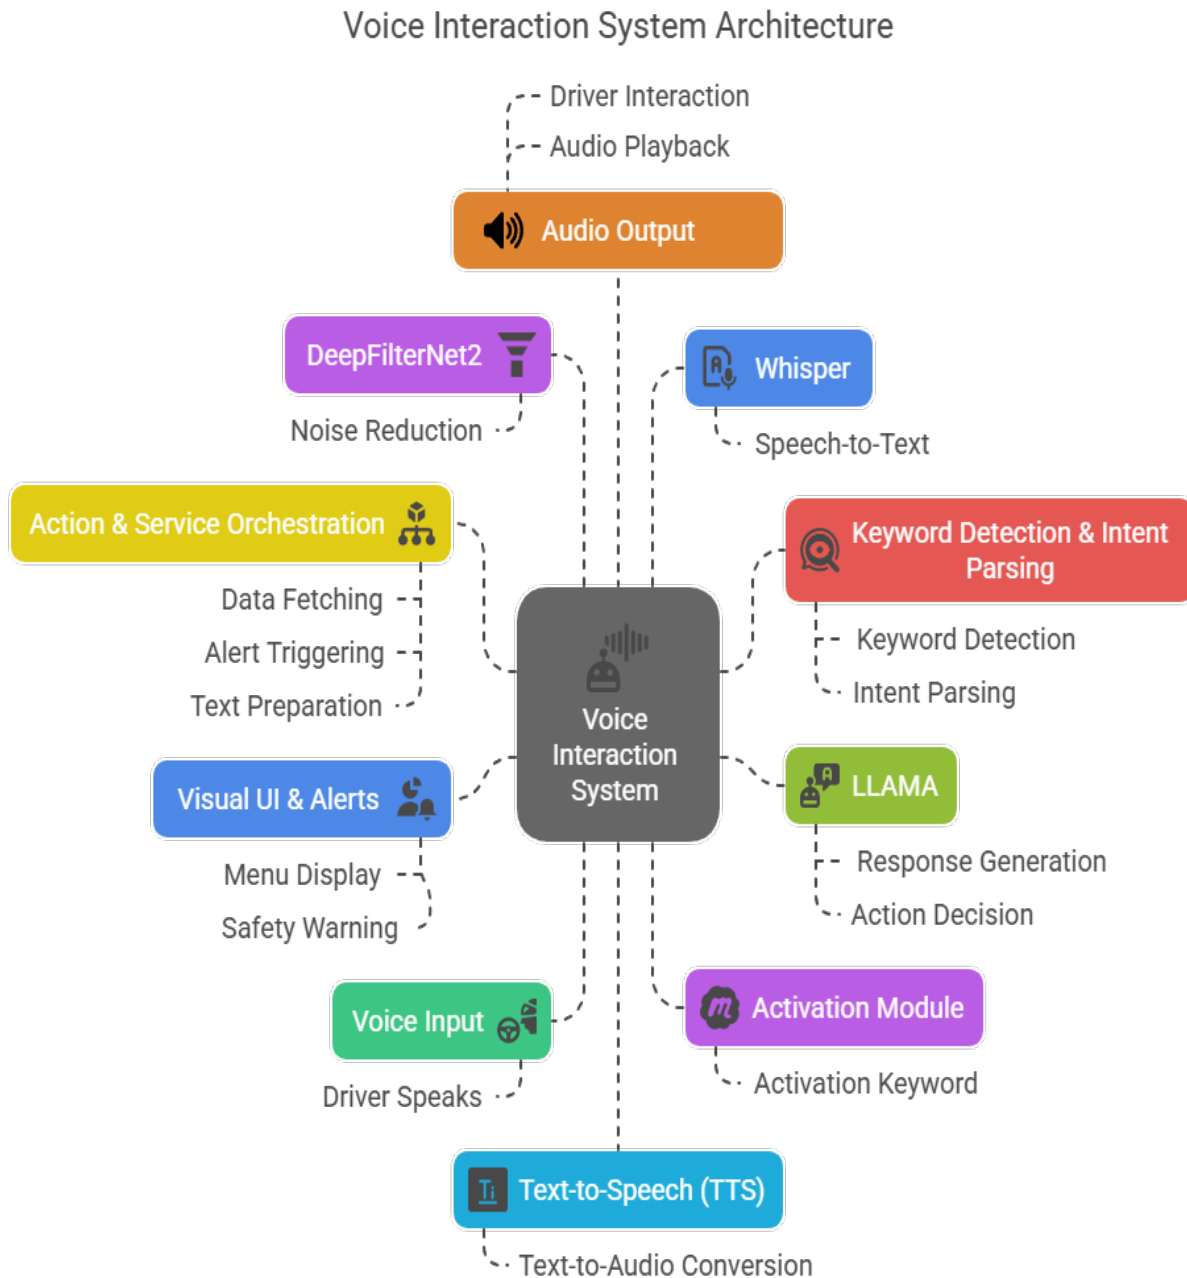 Voice Interaction System Architecture
Driver Interaction
Audio Playback
Audio Output
DeepFilterNet2
Noise Reduction
Whisper
Speech-to-Text
Action & Service Orchestration
Data Fetching
Alert Triggering
Text Preparation
Keyword Detection & Intent
Parsing
Keyword Detection
Intent Parsing
Voice
Interaction
System
Visual UI & Alerts
Menu Display
Safety Warning
LLAMA
Response Generation
Action Decision
Voice Input
Driver Speaks
Activation Module
Activation Keyword
Text-to-Speech (TTS)
Text-to-Audio Conversion